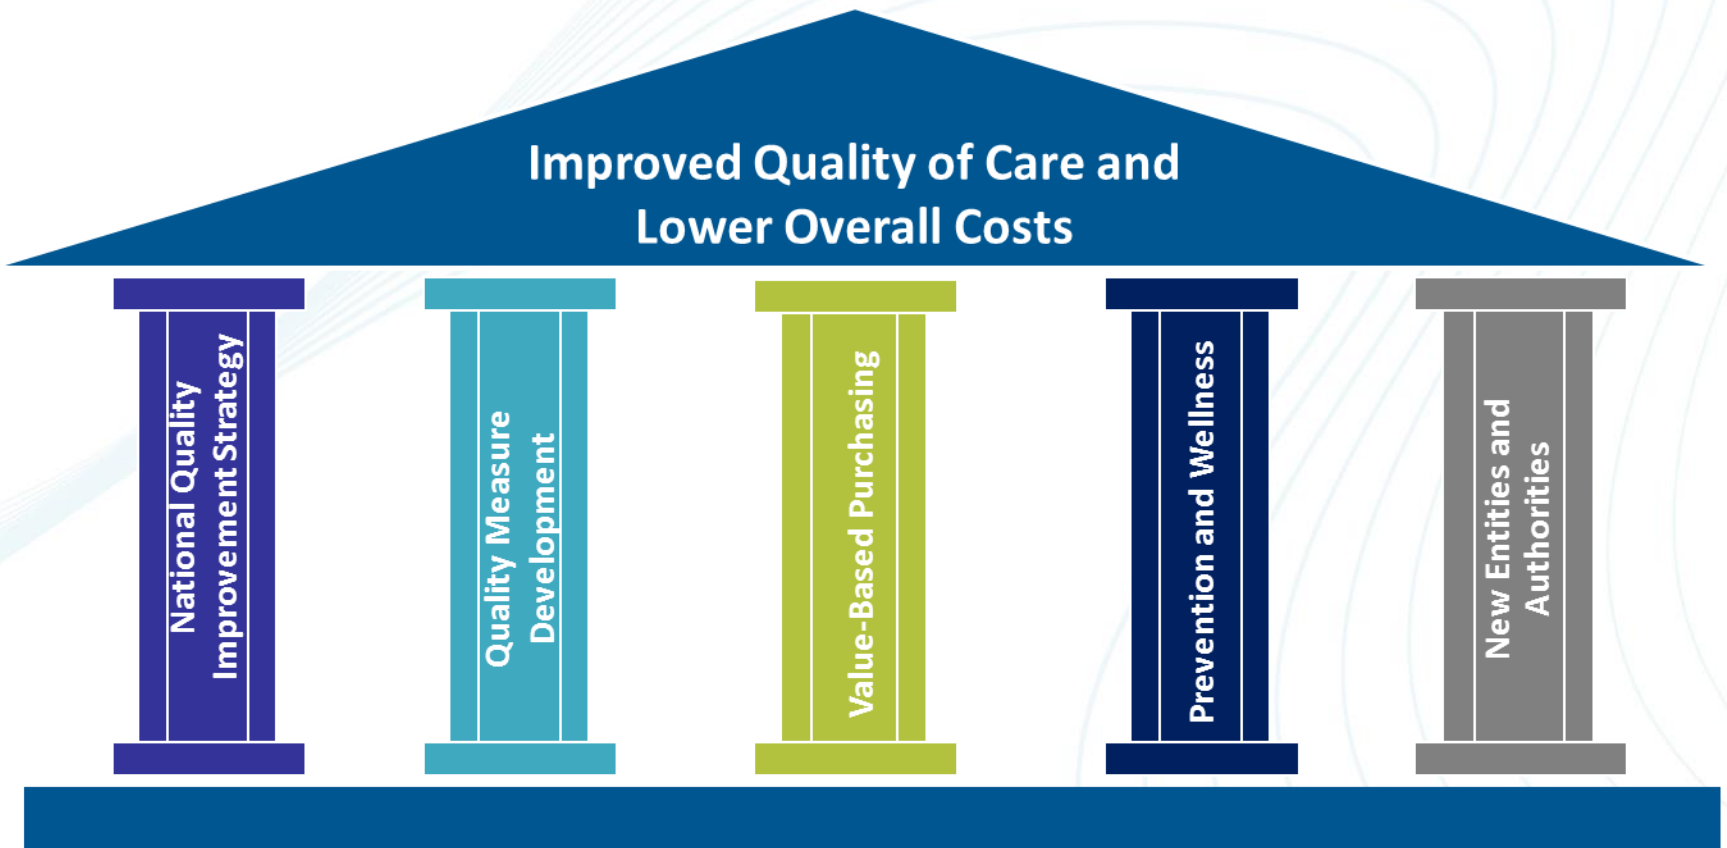 Improved Quality of Care and
Lower Overall Costs
National Quality
Improvement Strategy
Quality Measure
Development
Value-Based Purchasing
Prevention and Wellness
New Entities and
Authorities